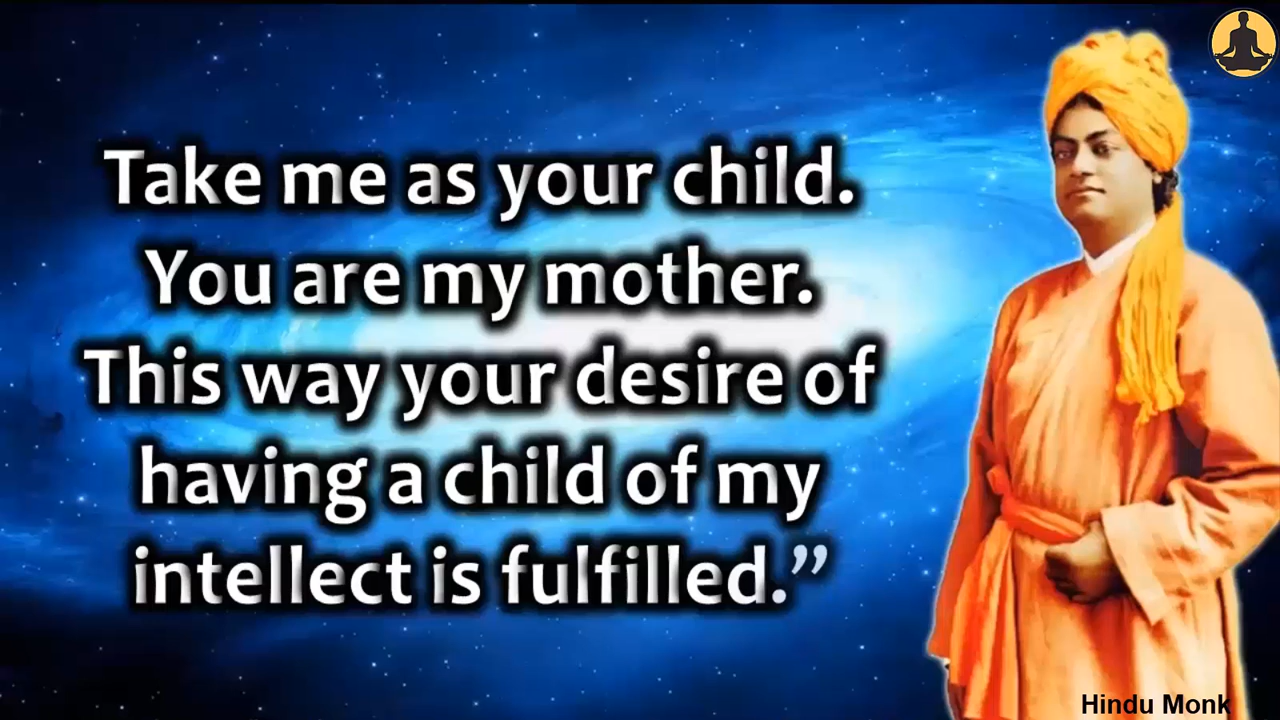 Take me as your child.
You are my mother.
This way your desire of
having a child of my
intellect is fulfilled.”
Hindu Monk